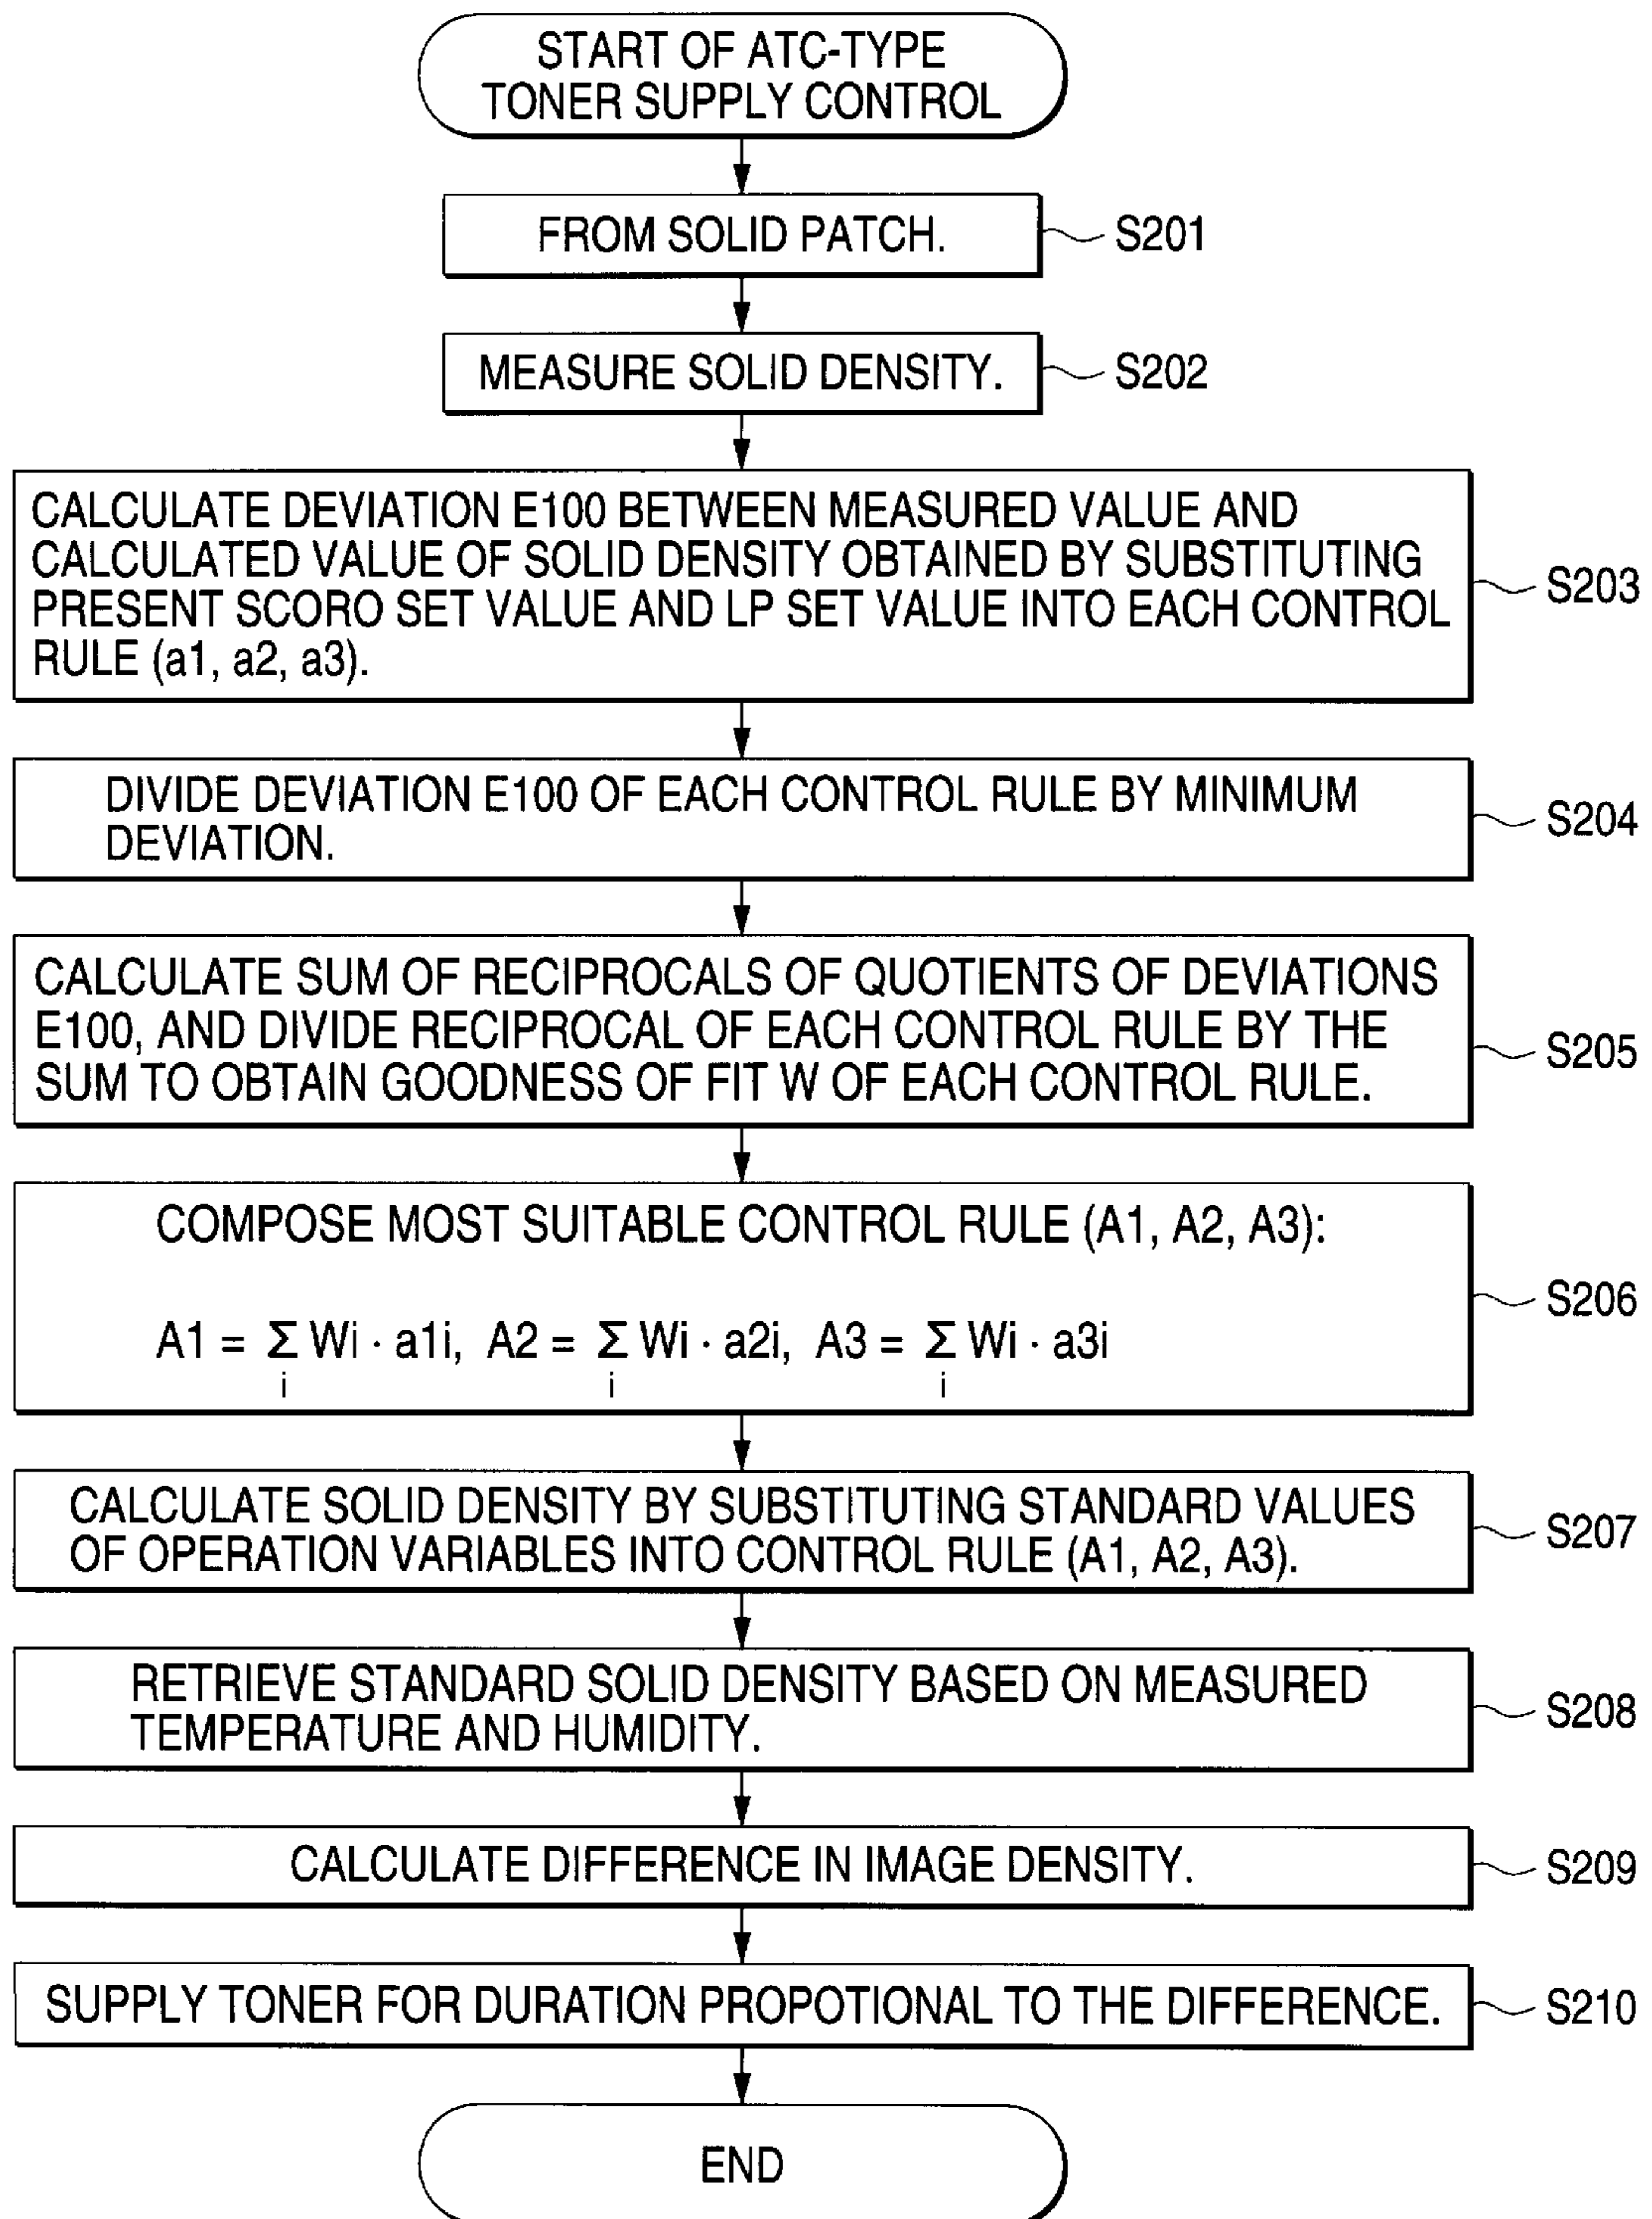 START OF ATC-TYPE
TONER SUPPLY CONTROL
FROM SOLID PATCH.
S201
MEASURE SOLID DENSITY.
S202
CALCULATE DEVIATION E100 BETWEEN MEASURED VALUE AND
CALCULATED VALUE OF SOLID DENSITY OBTAINED BY SUBSTITUTING
PRESENT SCORO SET VALUE AND LP SET VALUE INTO EACH CONTROL
RULE (a1, a2, a3).
S203
DIVIDE DEVIATION E100 OF EACH CONTROL RULE BY MINIMUM
DEVIATION.
S204
CALCULATE SUM OF RECIPROCALS OF QUOTIENTS OF DEVIATIONS
E100, AND DIVIDE RECIPROCAL OF EACH CONTROL RULE BY THE
SUM TO OBTAIN GOODNESS OF FIT W OF EACH CONTROL RULE.
S205
COMPOSE MOST SUITABLE CONTROL RULE (A1, A2, A3):
A1 = Σ Wi · a1i, A2 = Σ Wi · a2i, A3 = Σ Wi · a3i
i i i
S206
CALCULATE SOLID DENSITY BY SUBSTITUTING STANDARD VALUES
OF OPERATION VARIABLES INTO CONTROL RULE (A1, A2, A3).
S207
RETRIEVE STANDARD SOLID DENSITY BASED ON MEASURED
TEMPERATURE AND HUMIDITY.
S208
CALCULATE DIFFERENCE IN IMAGE DENSITY.
S209
SUPPLY TONER FOR DURATION PROPOTIONAL TO THE DIFFERENCE.
S210
END